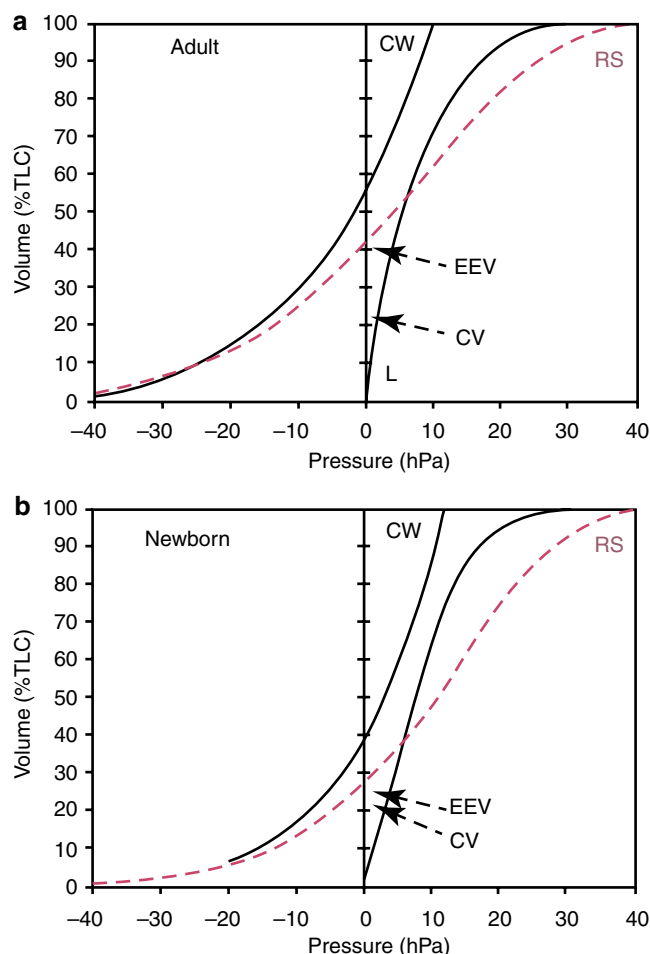 a
Adult
CW
RS
EEV
CV
L
Volume (%TLC)
100
90
80
70
60
50
40
30
20
10
0
–40 –30 –20 –10 0 10 20 30 40
Pressure (hPa)
b
Newborn
CW
RS
EEV
CV
Volume (%TLC)
100
90
80
70
60
50
40
30
20
10
0
–40 –30 –20 –10 0 10 20 30 40
Pressure (hPa)